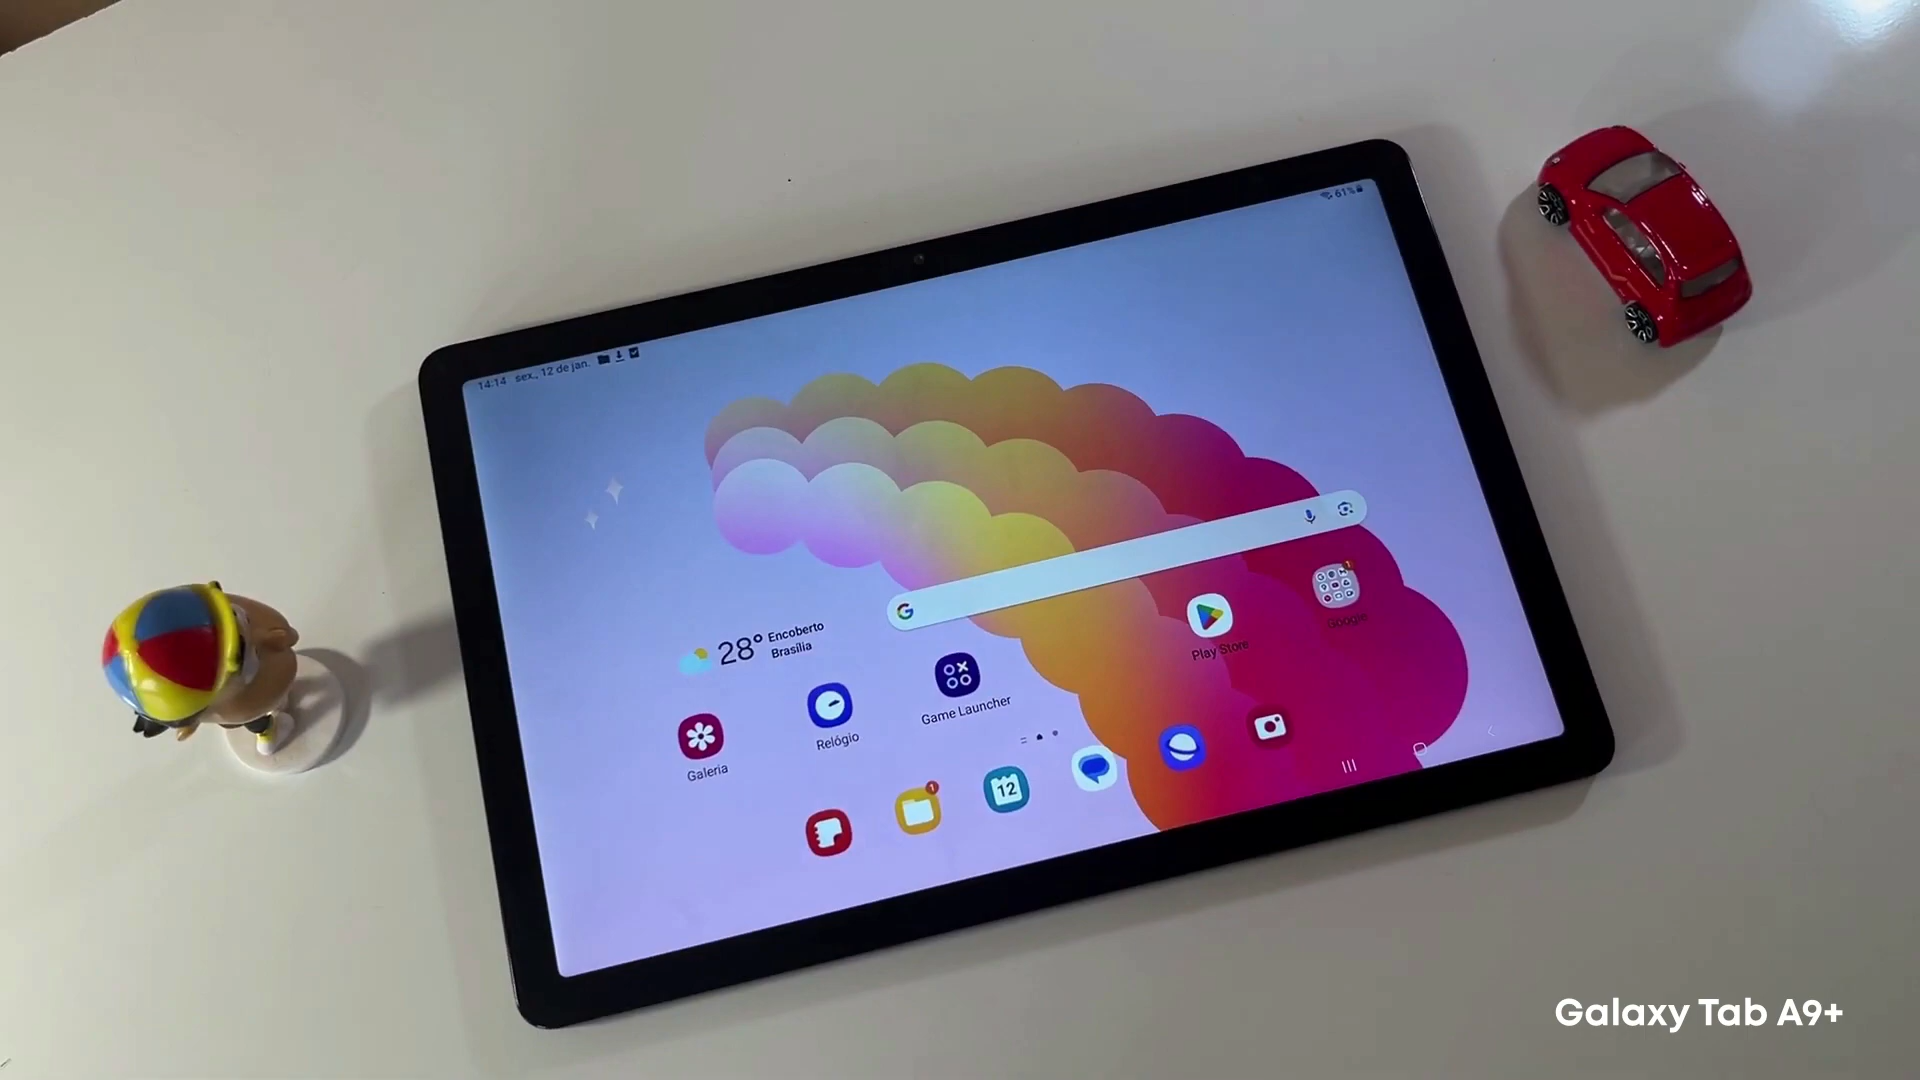 14:14 sex., 12 de jan.
61%
28° Encoberto
Brasília
Google
Play Store
Game Launcher
Relógio
Galeria
12
Galaxy Tab A9+